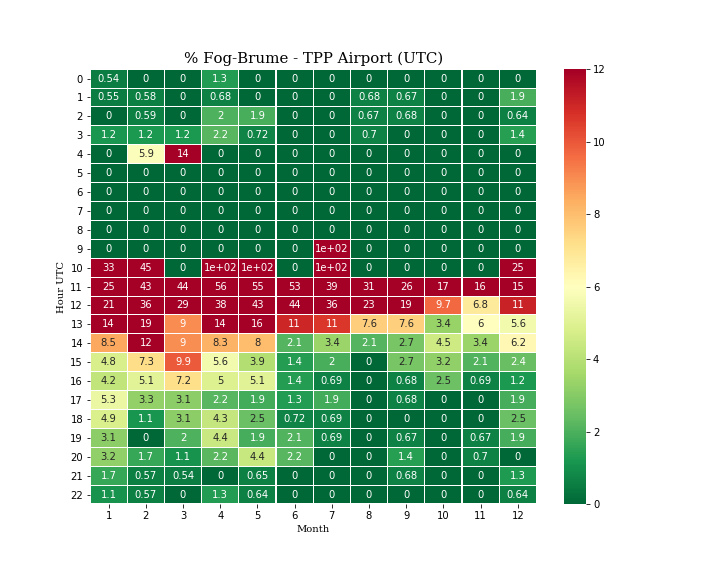 % Fog-Brume - TPP Airport (UTC)
0 0.54 0 0 1.3 0 0 0 0 0 0 0 0
1 0.55 0.58 0 0.68 0 0 0 0.68 0.67 0 0 1.9
2 0 0.59 0 2 1.9 0 0 0.67 0.68 0 0 0.64
3 1.2 1.2 1.2 2.2 0.72 0 0 0.7 0 0 0 1.4
4 0 5.9 14 0 0 0 0 0 0 0 0 0
5 0 0 0 0 0 0 0 0 0 0 0 0
6 0 0 0 0 0 0 0 0 0 0 0 0
7 0 0 0 0 0 0 0 0 0 0 0 0
8 0 0 0 0 0 0 0 0 0 0 0 0
9 0 0 0 0 0 0 1e+02 0 0 0 0 0
10 33 45 0 1e+02 1e+02 0 1e+02 0 0 0 0 25
11 25 43 44 56 55 53 39 31 26 17 16 15
12 21 36 29 38 43 44 36 23 19 9.7 6.8 11
13 14 19 9 14 16 11 11 7.6 7.6 3.4 6 5.6
14 8.5 12 9 8.3 8 2.1 3.4 2.1 2.7 4.5 3.4 6.2
15 4.8 7.3 9.9 5.6 3.9 1.4 2 0 2.7 3.2 2.1 2.4
16 4.2 5.1 7.2 5 5.1 1.4 0.69 0 0.68 2.5 0.69 1.2
17 5.3 3.3 3.1 2.2 1.9 1.3 1.9 0 0.68 0 0 1.9
18 4.9 1.1 3.1 4.3 2.5 0.72 0.69 0 0 0 0 2.5
19 3.1 0 2 4.4 1.9 2.1 0.69 0 0.67 0 0.67 1.9
20 3.2 1.7 1.1 2.2 4.4 2.2 0 0 1.4 0 0.7 0
21 1.7 0.57 0.54 0 0.65 0 0 0 0.68 0 0 1.3
22 1.1 0.57 0 1.3 0.64 0 0 0 0 0 0 0.64
1 2 3 4 5 6 7 8 9 10 11 12
Month
Hour UTC
12
10
8
6
4
2
0